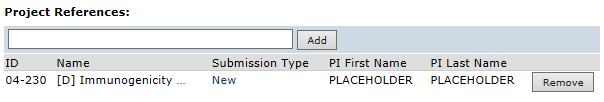 Project References:
Add
ID Name Submission Type PI First Name PI Last Name
04-230 [D] Immunogenicity ... New PLACEHOLDER PLACEHOLDER Remove